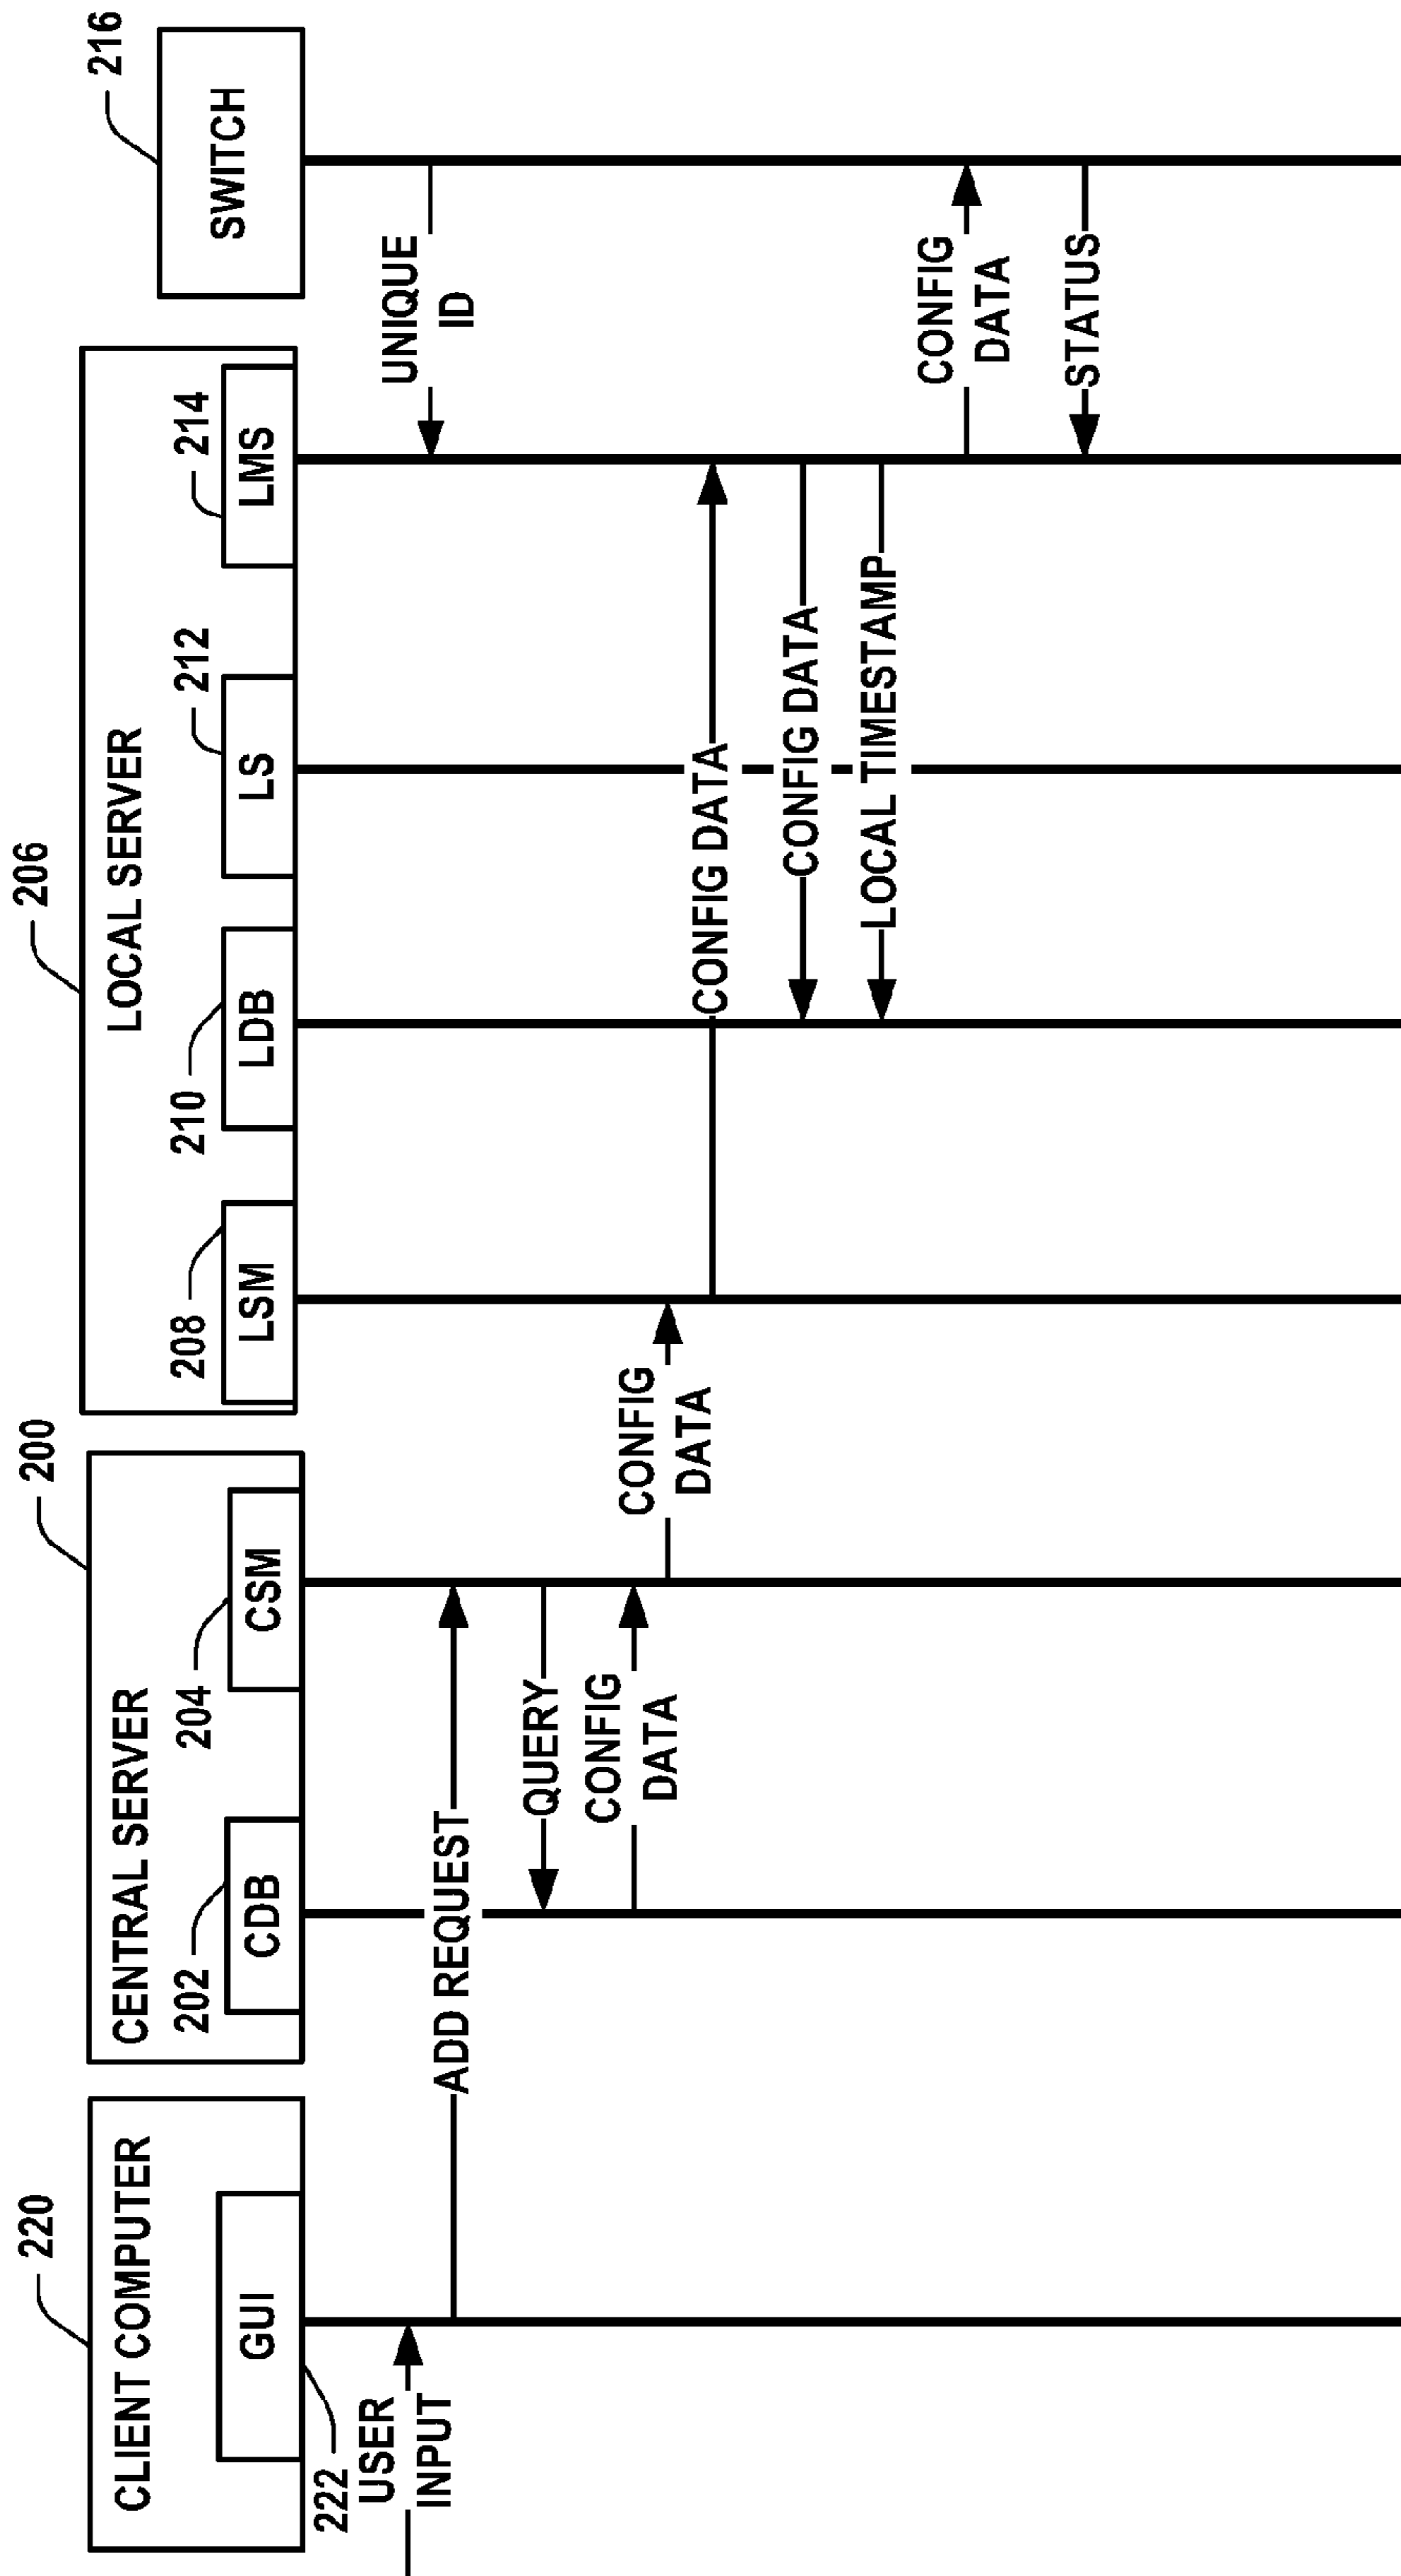 220
CLIENT COMPUTER
GUI
222
200
CENTRAL SERVER
202
CDB
204
CSM
206
LOCAL SERVER
208
LSM
210
LDB
212
LS
214
LMS
216
SWITCH
USER
INPUT
UNIQUE
ID
ADD REQUEST
QUERY
CONFIG
DATA
CONFIG
DATA
CONFIG DATA
CONFIG DATA
LOCAL TIMESTAMP
CONFIG
DATA
STATUS